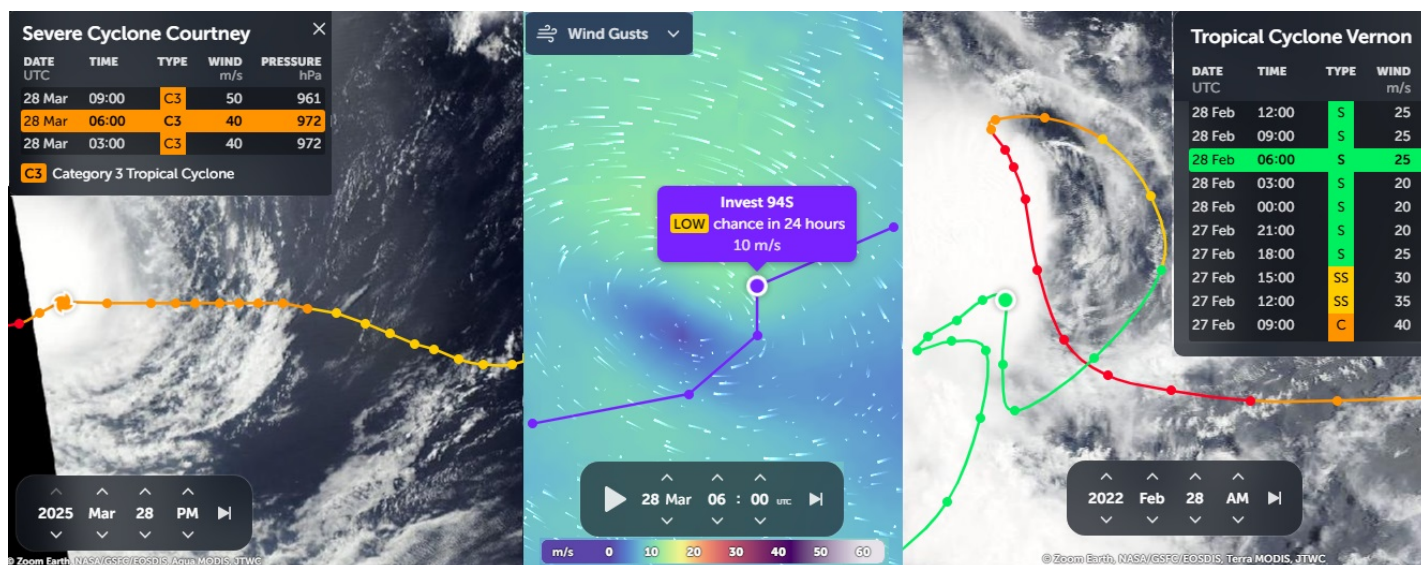 Severe Cyclone Courtney ×
DATE TIME TYPE WIND PRESSURE
UTC m/s hPa
28 Mar 09:00 C3 50 961
28 Mar 06:00 C3 40 972
28 Mar 03:00 C3 40 972
C3 Category 3 Tropical Cyclone
2025 Mar 28 PM
© Zoom Earth, NASA/GSFC/EOSDIS, Aqua MODIS, JTWC
Wind Gusts
Invest 94S
LOW chance in 24 hours
10 m/s
28 Mar 06 : 00 UTC
m/s 0 10 20 30 40 50 60
Tropical Cyclone Vernon
DATE TIME TYPE WIND
UTC m/s
28 Feb 12:00 S 25
28 Feb 09:00 S 25
28 Feb 06:00 S 25
28 Feb 03:00 S 20
28 Feb 00:00 S 20
27 Feb 21:00 S 20
27 Feb 18:00 S 25
27 Feb 15:00 SS 30
27 Feb 12:00 SS 35
27 Feb 09:00 C 40
2022 Feb 28 AM
© Zoom Earth, NASA/GSFC/EOSDIS, Terra MODIS, JTWC